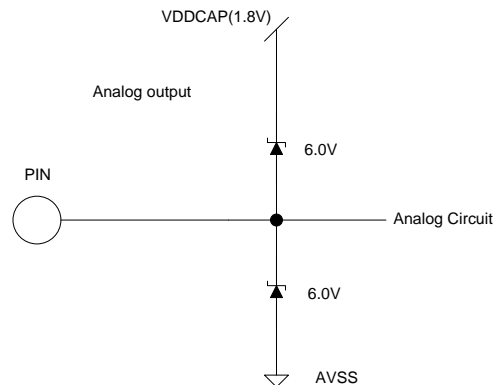 VDDCAP(1.8V)
Analog output
6.0V
PIN
Analog Circuit
6.0V
AVSS